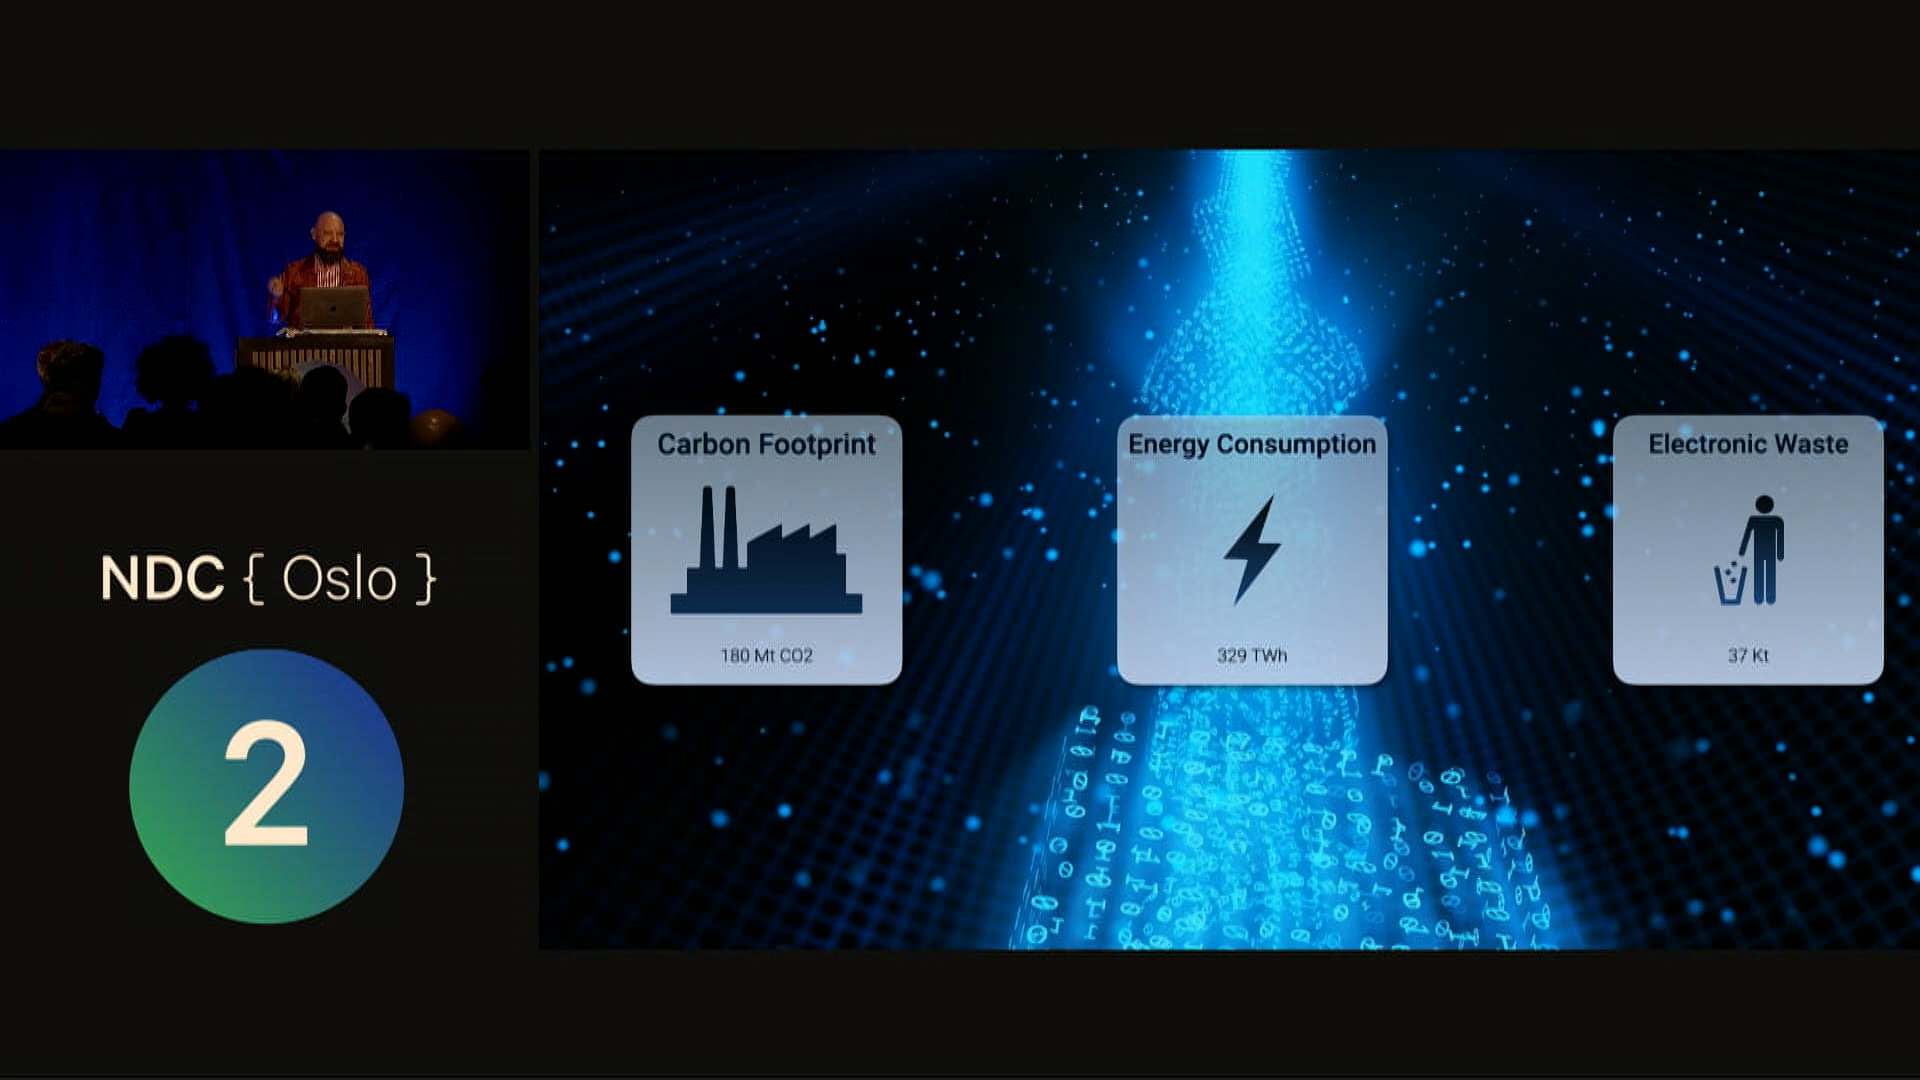 NDC { Oslo }
2
Carbon Footprint
180 Mt CO2
Energy Consumption
329 TWh
Electronic Waste
37 Kt